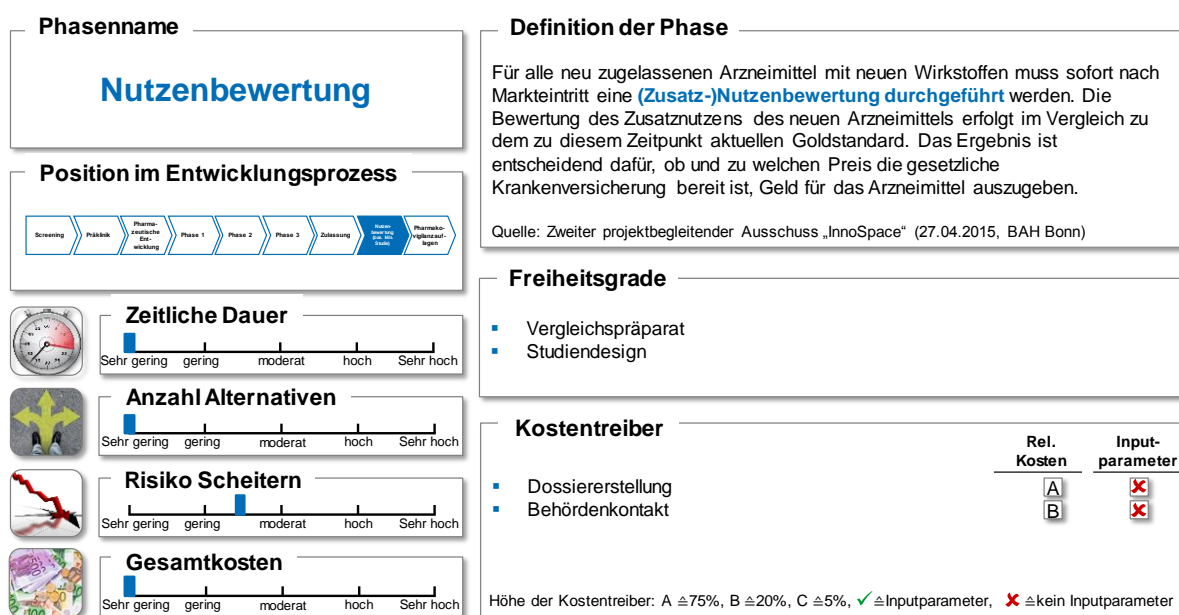 Phasenname
Nutzenbewertung
Position im Entwicklungsprozess
Screening
Präklinik
Pharma-
zeutische
Ent-
wicklung
Phase 1
Phase 2
Phase 3
Zulassung
Nutzen-
bewertung
Studie)
Pharmako-
vigilanzauf-
lagen
Zeitliche Dauer
Sehr gering gering moderat hoch Sehr hoch
Anzahl Alternativen
Sehr gering gering moderat hoch Sehr hoch
Risiko Scheitern
Sehr gering gering moderat hoch Sehr hoch
Gesamtkosten
Sehr gering gering moderat hoch Sehr hoch
Definition der Phase
Für alle neu zugelassenen Arzneimittel mit neuen Wirkstoffen muss sofort nach
Markteintritt eine (Zusatz-)Nutzenbewertung durchgeführt werden. Die
Bewertung des Zusatznutzens des neuen Arzneimittels erfolgt im Vergleich zu
dem zu diesem Zeitpunkt aktuellen Goldstandard. Das Ergebnis ist
entscheidend dafür, ob und zu welchen Preis die gesetzliche
Krankenversicherung bereit ist, Geld für das Arzneimittel auszugeben.
Quelle: Zweiter projektbegleitender Ausschuss „InnoSpace“ (27.04.2015, BAH Bonn)
Freiheitsgrade
▪ Vergleichspräparat
▪ Studiendesign
Kostentreiber
Rel. Input-
Kosten parameter
▪ Dossiererstellung A ✘
▪ Behördenkontakt B ✘
Höhe der Kostentreiber: A ≙75%, B ≙20%, C ≙5%, ✓ ≙Inputparameter, ✘ ≙kein Inputparameter